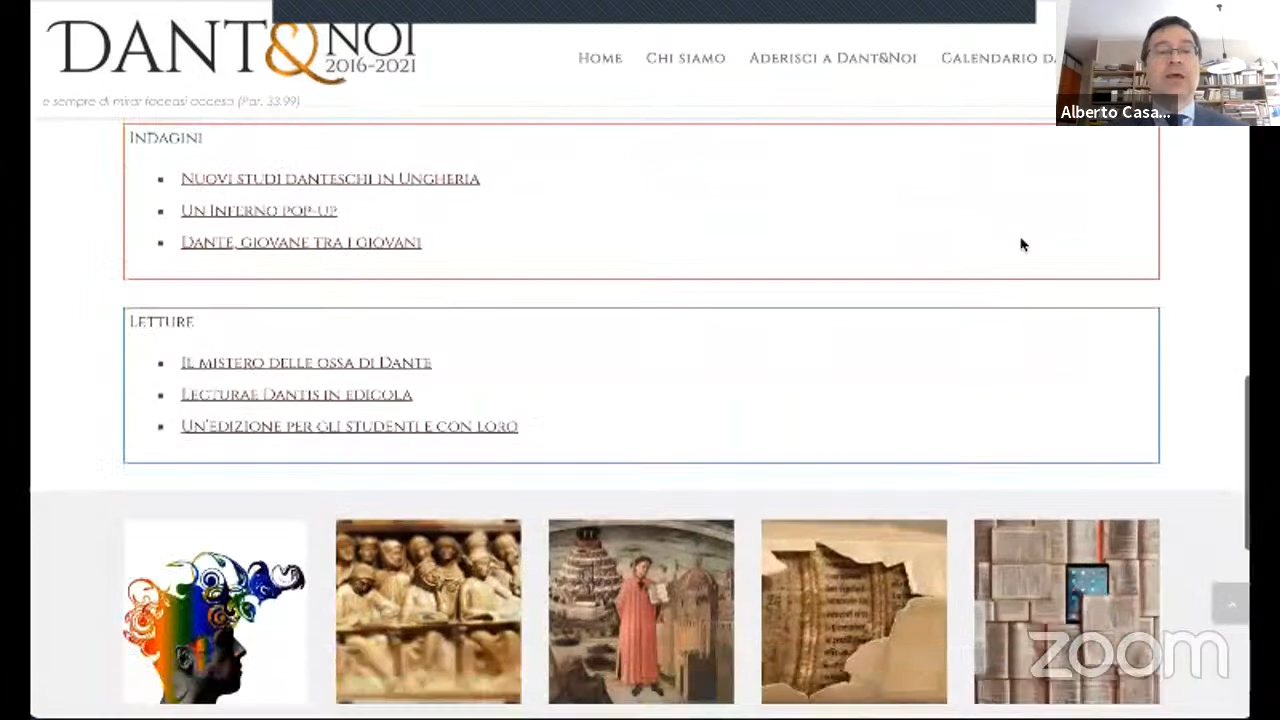 DANT&NOI
2016-2021
e sempre di mirar faceasi accesa (Par. 33.99)
Home Chi siamo Aderisci a Dant&Noi Calendario da
Alberto Casa...
Indagini
Nuovi studi danteschi in Ungheria
Un Inferno pop-up
Dante, giovane tra i giovani
Letture
Il mistero delle ossa di Dante
Lecturae Dantis in edicola
Un'edizione per gli studenti e con loro
zoom